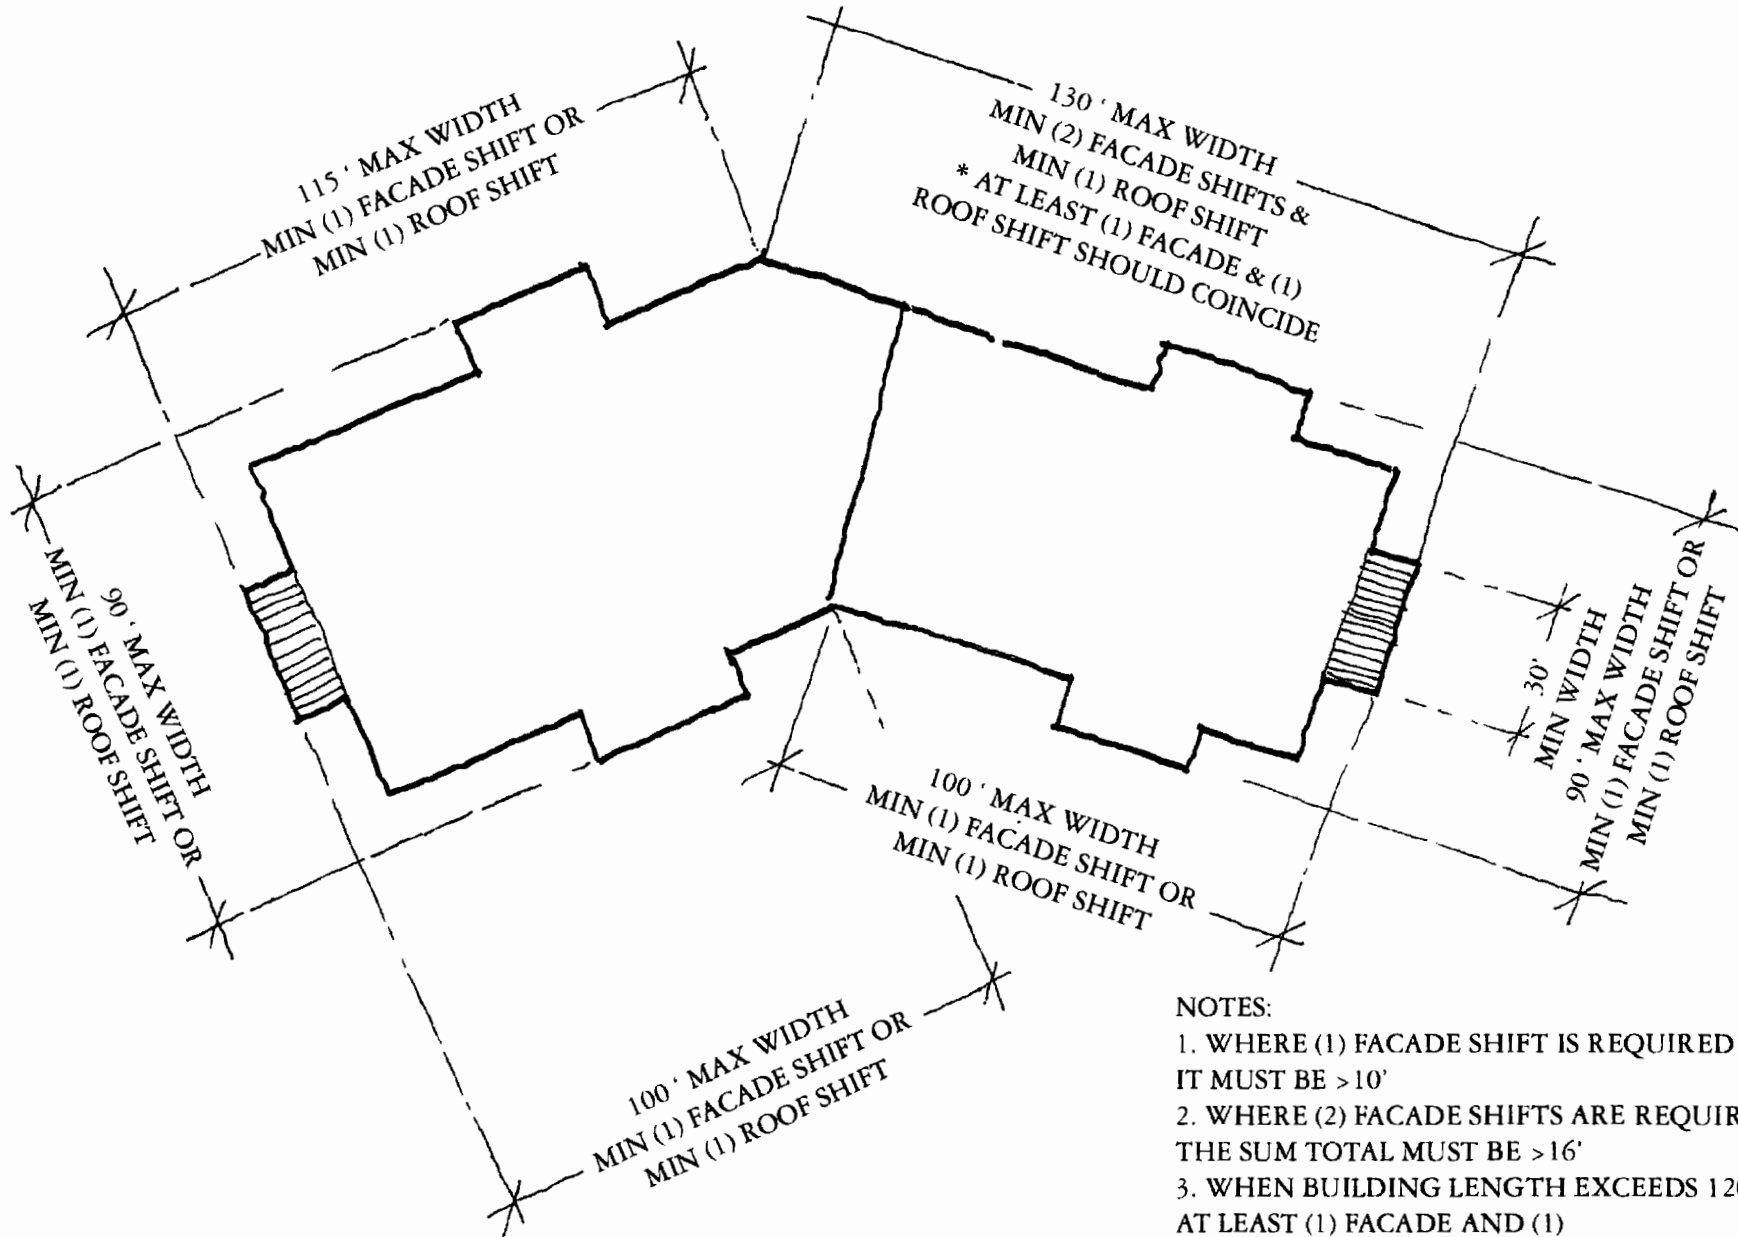 115 ' MAX WIDTH
MIN (1) FACADE SHIFT OR
MIN (1) ROOF SHIFT
130 ' MAX WIDTH
MIN (2) FACADE SHIFTS &
MIN (1) ROOF SHIFT
* AT LEAST (1) FACADE & (1)
ROOF SHIFT SHOULD COINCIDE
90 ' MAX WIDTH
MIN (1) FACADE SHIFT OR
MIN (1) ROOF SHIFT
30'
MIN WIDTH
90 ' MAX WIDTH
MIN (1) FACADE SHIFT OR
MIN (1) ROOF SHIFT
100 ' MAX WIDTH
MIN (1) FACADE SHIFT OR
MIN (1) ROOF SHIFT
100 ' MAX WIDTH
MIN (1) FACADE SHIFT OR
MIN (1) ROOF SHIFT
NOTES:
1. WHERE (1) FACADE SHIFT IS REQUIRED
IT MUST BE >10'
2. WHERE (2) FACADE SHIFTS ARE
THE SUM TOTAL MUST BE >16'
3. WHEN BUILDING LENGTH EXCEEDS
AT LEAST (1) FACADE AND (1)